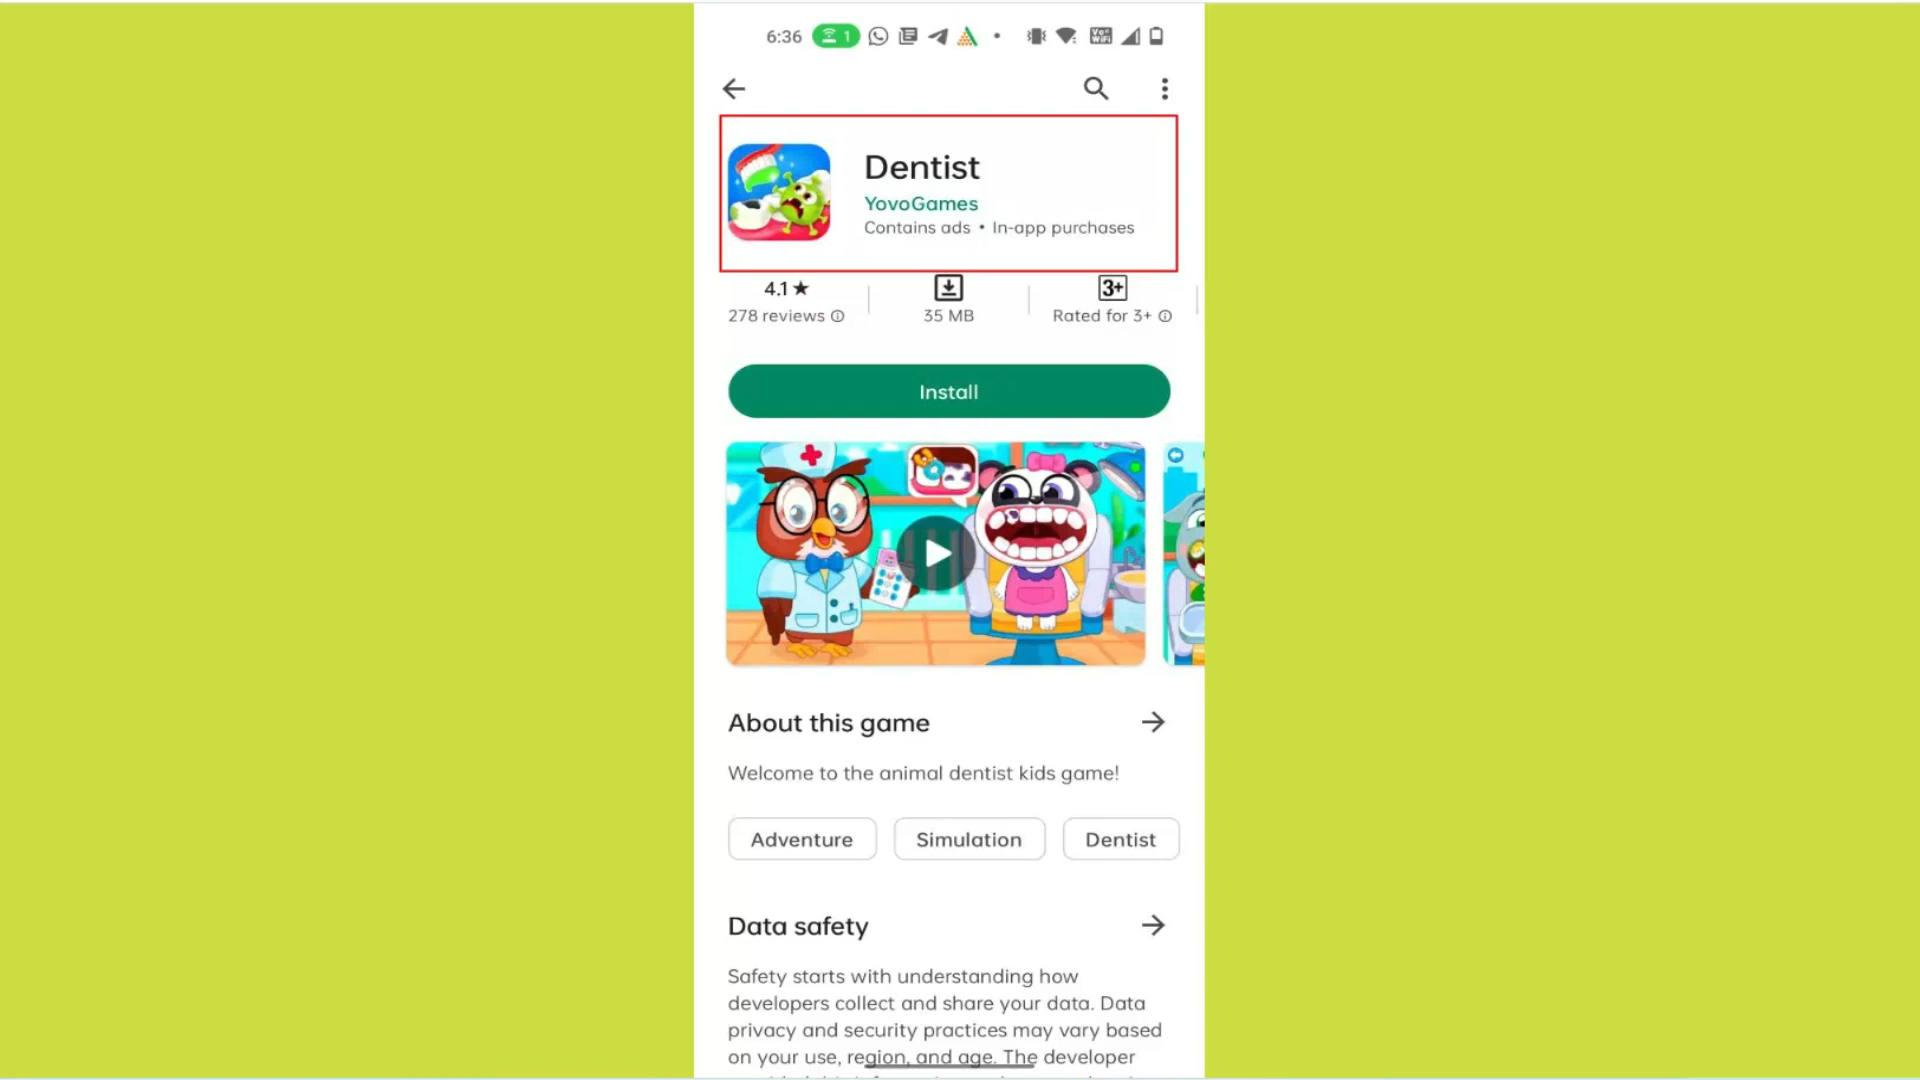 6:36 1 Vo WiFi
Dentist
YovoGames
Contains ads • In-app purchases
4.1★ 3+
278 reviews 35 MB Rated for 3+
Install
About this game
Welcome to the animal dentist kids game!
Adventure Simulation Dentist
Data safety
Safety starts with understanding how
developers collect and share your data. Data
privacy and security practices may vary based
on your use, region, and age. The developer